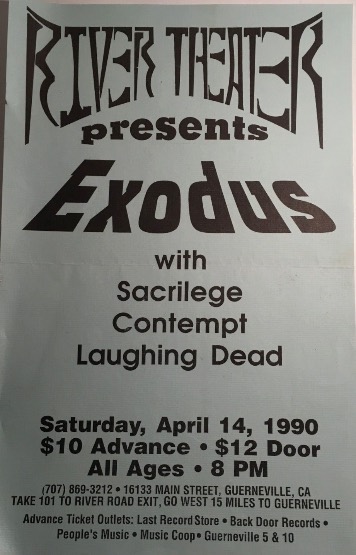 RIVER THEATER
presents
Exodus
with
Sacrilege
Contempt
Laughing Dead
Saturday, April 14, 1990
$10 Advance • $12 Door
All Ages • 8 PM
(707) 869-3212 • 16133 MAIN STREET, GUERNEVILLE, CA
TAKE 101 TO RIVER ROAD EXIT, GO WEST 15 MILES TO GUERNEVILLE
Advance Ticket Outlets: Last Record Store • Back Door Records •
People's Music • Music Coop • Guerneville 5 & 10